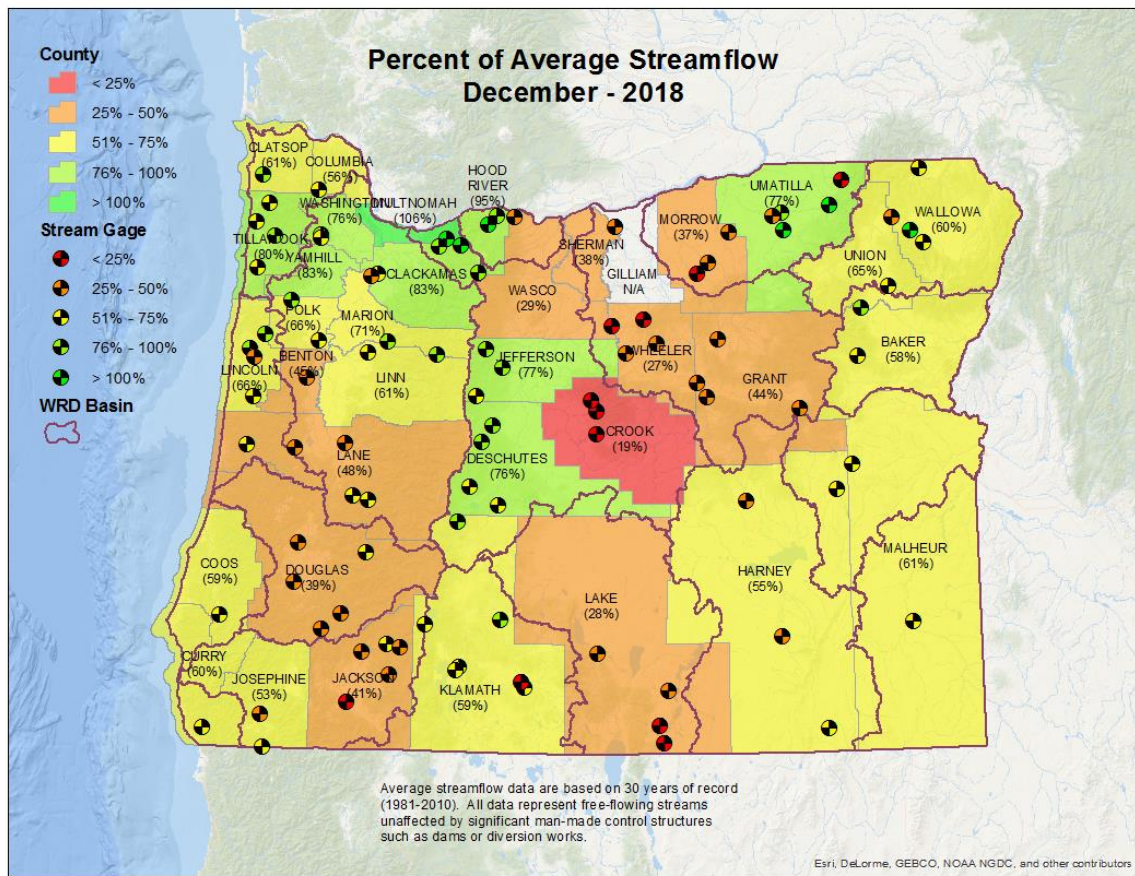 Percent of Average Streamflow
December - 2018
County
< 25%
25% - 50%
51% - 75%
76% - 100%
> 100%
Stream Gage
<25%
25% - 50%
51% - 75%
76% - 100%
> 100%
WRD Basin
CLATSOP
(61%)
COLUMBIA
(56%)
WASHINGTON
(76%)
MULTNOMAH
(106%)
HOOD
RIVER
(95%)
TILLAMOOK
(80%)
YAMHILL
(83%)
CLACKAMAS
(83%)
SHERMAN
(38%)
GILLIAM
N/A
MORROW
(37%)
UMATILLA
(77%)
WALLOWA
(60%)
UNION
(65%)
WASCO
(29%)
POLK
(66%)
MARION
(71%)
LINCOLN
(66%)
BENTON
(45%)
LINN
(61%)
JEFFERSON
(77%)
WHEELER
(27%)
GRANT
(44%)
BAKER
(58%)
CROOK
(19%)
LANE
(48%)
DESCHUTES
(76%)
COOS
(59%)
DOUGLAS
(39%)
LAKE
(28%)
HARNEY
(55%)
MALHEUR
(61%)
CURRY
(60%)
JOSEPHINE
(53%)
JACKSON
(41%)
KLAMATH
(59%)
Average streamflow data are based on 30 years of record
(1981-2010). All data represent free-flowing streams
unaffected by significant man-made control structures
such as dams or diversion works.
Esri, DeLorme, GEBCO, NOAA NGDC, and other contributors